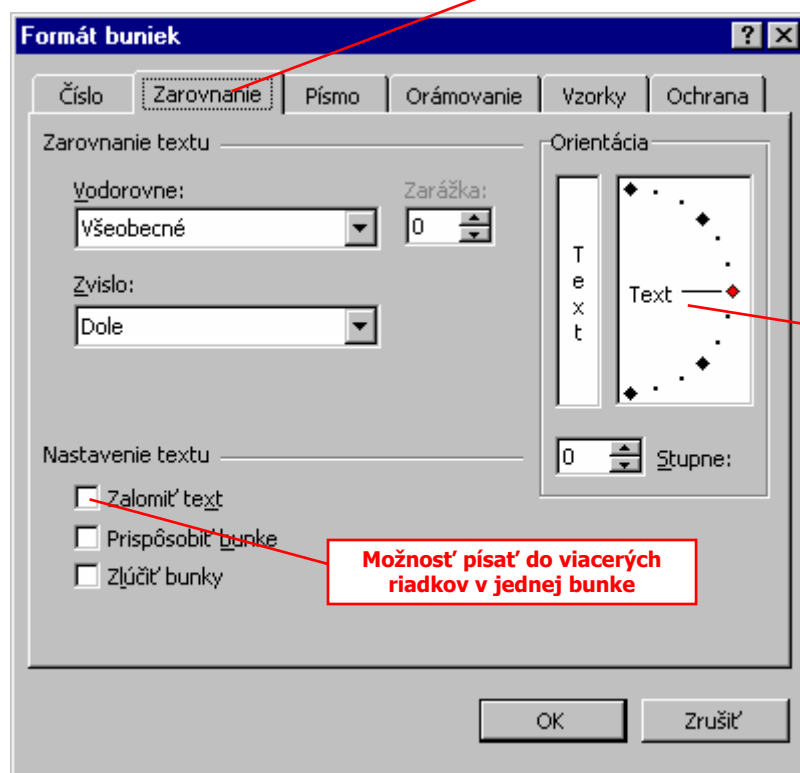 Formát buniek
Číslo Zarovnanie Písmo Orámovanie Vzorky Ochrana
Zarovnanie textu
Vodorovne: Zarážka:
Všeobecné 0
Zvislo:
Dole
Orientácia
Text
Text
0 Stupne:
Nastavenie textu
Zalomiť text
Prispôsobiť bunke
Zlúčiť bunky
Možnosť písať do viacerých
riadkov v jednej bunke
OK Zrušiť